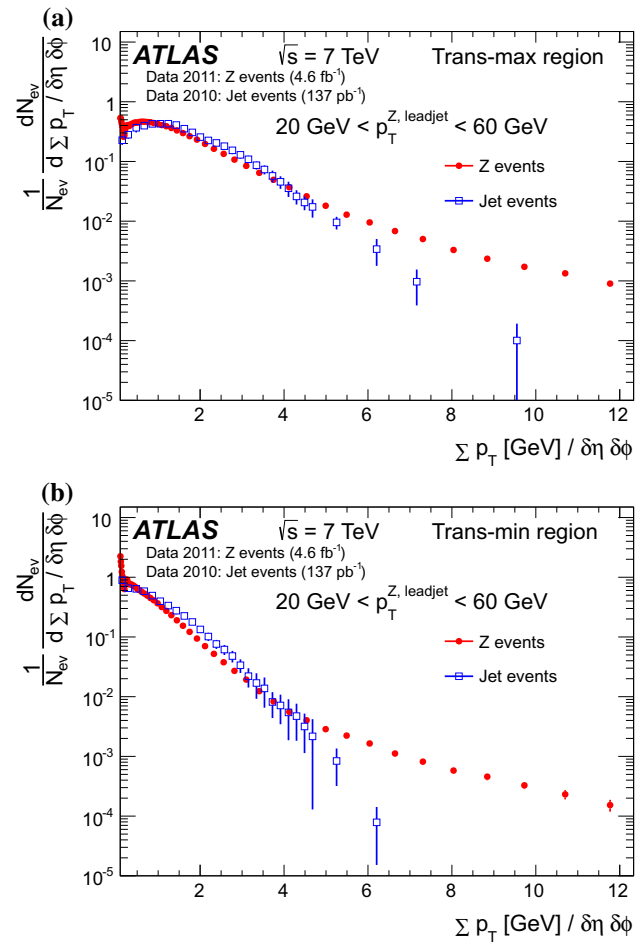 (a)
ATLAS √s = 7 TeV Trans-max region
Data 2011: Z events (4.6 fb⁻¹)
Data 2010: Jet events (137 pb⁻¹)
20 GeV < p_T^{Z, leadjet} < 60 GeV
Z events
Jet events
1/N_ev dN_ev / d ∑ p_T / δη δϕ
10
1
10⁻¹
10⁻²
10⁻³
10⁻⁴
10⁻⁵
2 4 6 8 10 12
∑ p_T [GeV] / δη δϕ
(b)
ATLAS √s = 7 TeV Trans-min region
Data 2011: Z events (4.6 fb⁻¹)
Data 2010: Jet events (137 pb⁻¹)
20 GeV < p_T^{Z, leadjet} < 60 GeV
Z events
Jet events
1/N_ev dN_ev / d ∑ p_T / δη δϕ
10
1
10⁻¹
10⁻²
10⁻³
10⁻⁴
10⁻⁵
2 4 6 8 10 12
∑ p_T [GeV] / δη δϕ